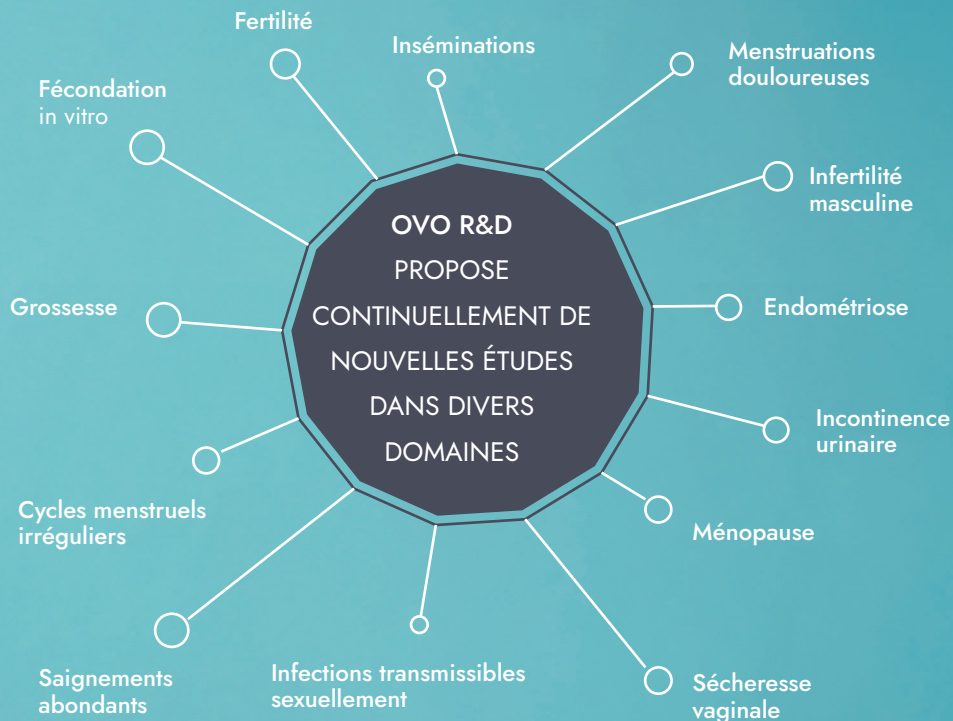 Fertilité
Inséminations
Menstruations
douloureuses
Fécondation
in vitro
Infertilité
masculine
OVO R&D
PROPOSE
CONTINUELLEMENT DE
NOUVELLES ÉTUDES
DANS DIVERS
DOMAINES
Grossesse
Endométriose
Incontinence
urinaire
Cycles menstruels
irréguliers
Ménopause
Saignements
abondants
Infections transmissibles
sexuellement
Sécheresse
vaginale